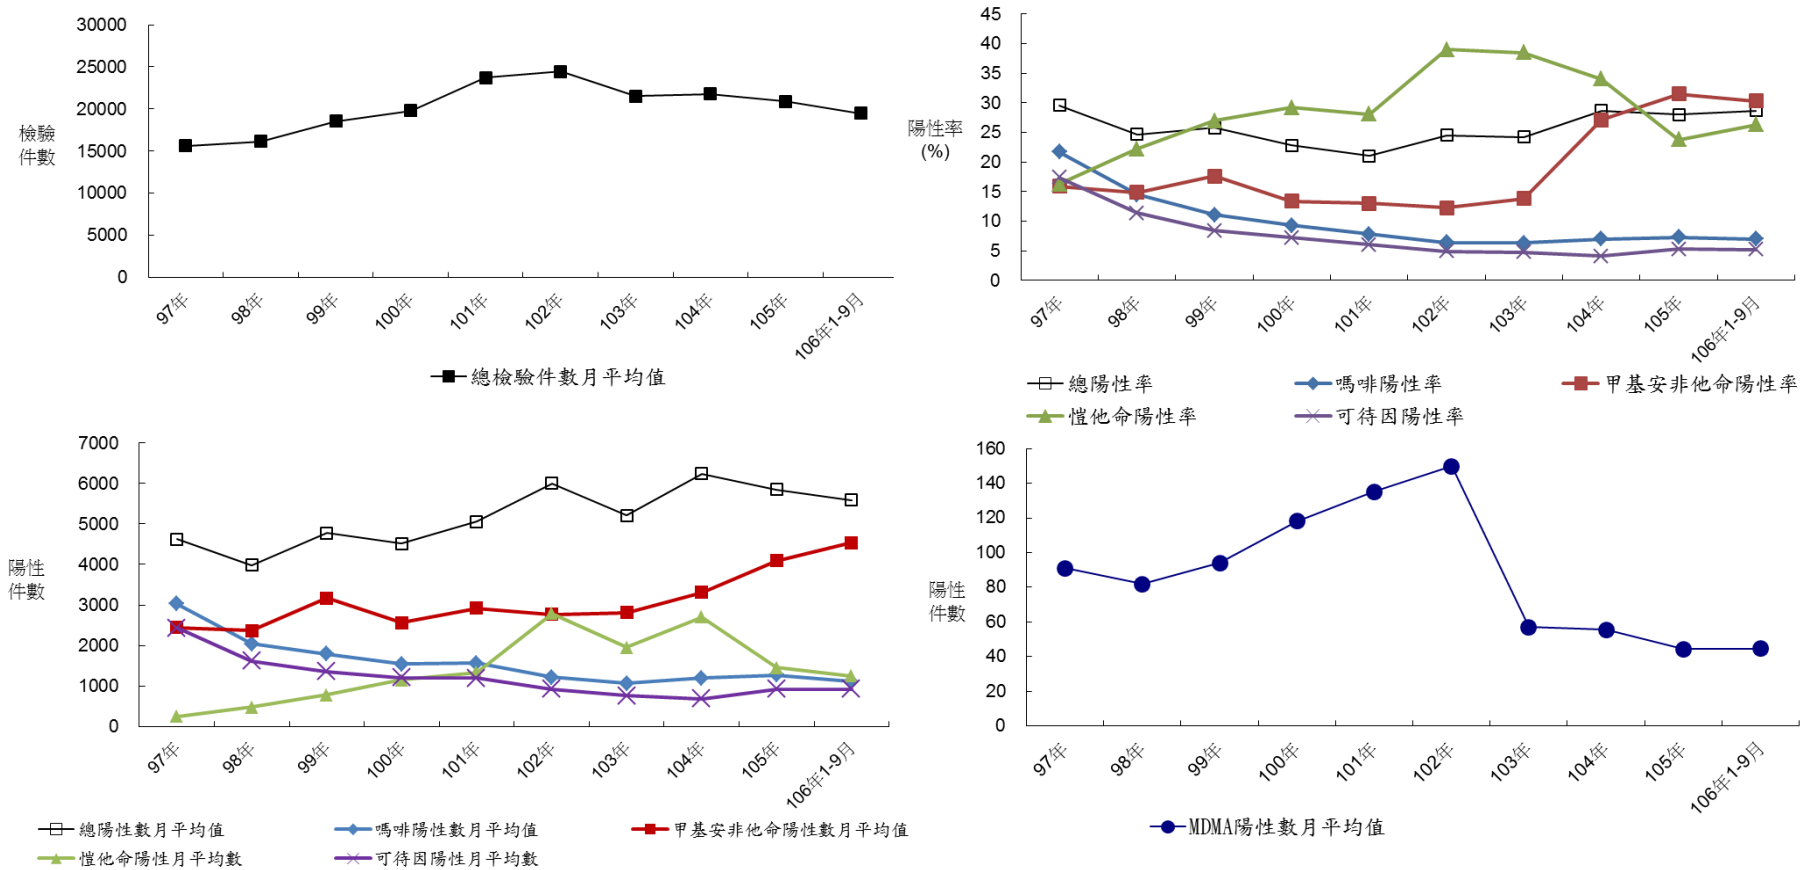 30000
25000
20000
15000
10000
5000
0
檢驗
件數
97年
98年
99年
100年
101年
102年
103年
104年
105年
106年1-9月
總檢驗件數月平均值
45
40
35
30
25
20
15
10
5
0
陽性率
(%)
97年
98年
99年
100年
101年
102年
103年
104年
105年
106年1-9月
總陽性率
嗎啡陽性率
甲基安非他命陽性率
愷他命陽性率
可待因陽性率
7000
6000
5000
4000
3000
2000
1000
0
陽性
件數
97年
98年
99年
100年
101年
102年
103年
104年
105年
106年1-9月
總陽性數月平均值
嗎啡陽性數月平均值
甲基安非他命陽性數月平均值
愷他命陽性月平均數
可待因陽性月平均數
160
140
120
100
80
60
40
20
0
陽性
件數
97年
98年
99年
100年
101年
102年
103年
104年
105年
106年1-9月
MDMA陽性數月平均值